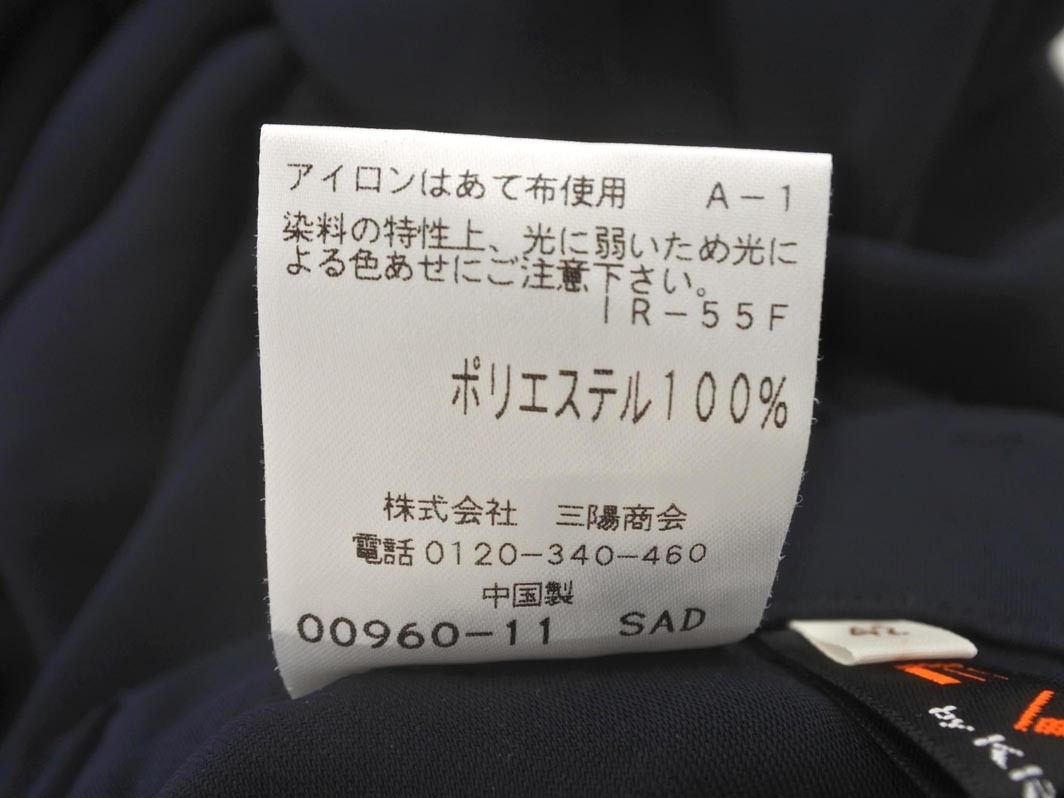 アイロンはあて布使用　A－1
染料の特性上、光に弱いため光に
よる色あせにご注意下さい。
IR－55F
ポリエステル100%
株式会社　三陽商会
電話0120-340-460
中国製
00960-11　SAD
42
by